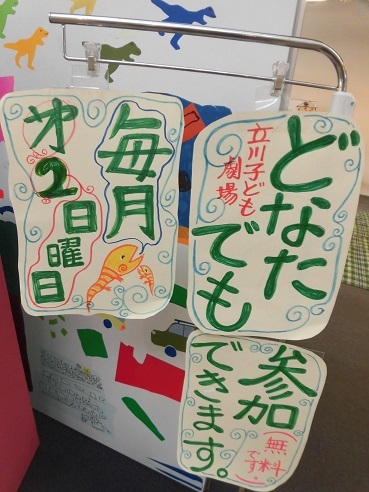 毎月
第2
日曜日
どなた
でも
立川子ども
劇場
参加
できます。
(無料
です。)